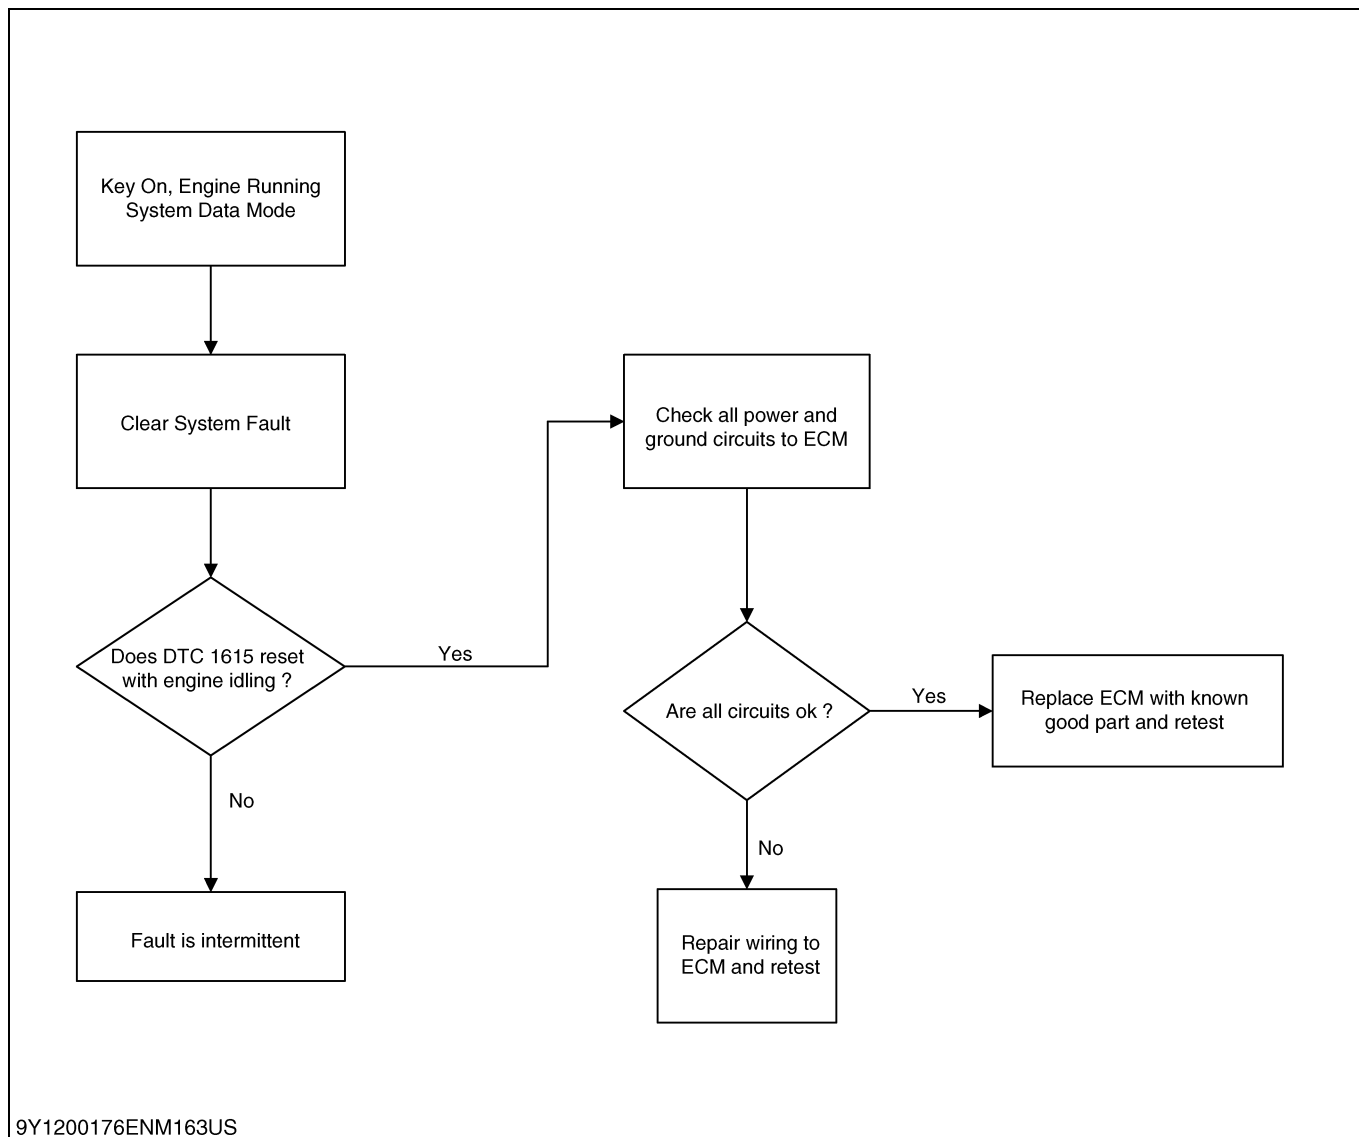 Key On, Engine Running
System Data Mode
Clear System Fault
Does DTC 1615 reset
with engine idling ?
Yes
No
Fault is intermittent
Check all power and
ground circuits to ECM
Are all circuits ok ?
Yes
Replace ECM with known
good part and retest
No
Repair wiring to
ECM and retest
9Y1200176ENM163US